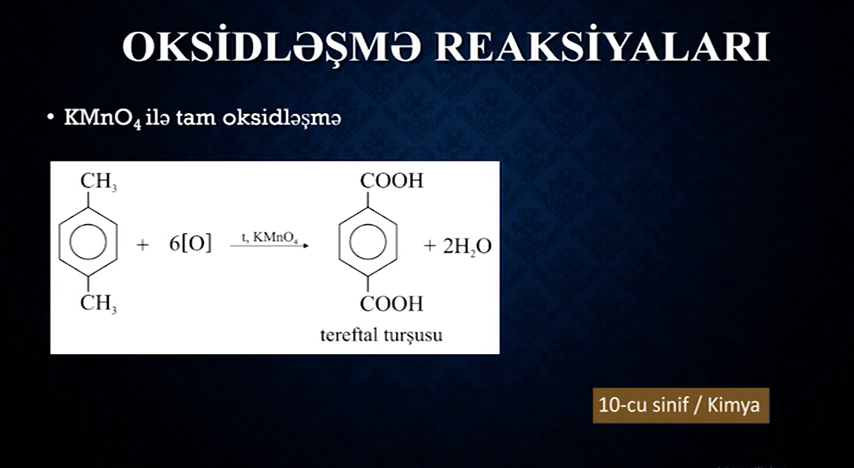 OKSİDLƏŞMƏ REAKSİYALARI
• KMnO₄ ilə tam oksidləşmə
CH₃ COOH
+ 6[O] t, KMnO₄ + 2H₂O
CH₃ COOH
tereftal turşusu
10-cu sinif / Kimya